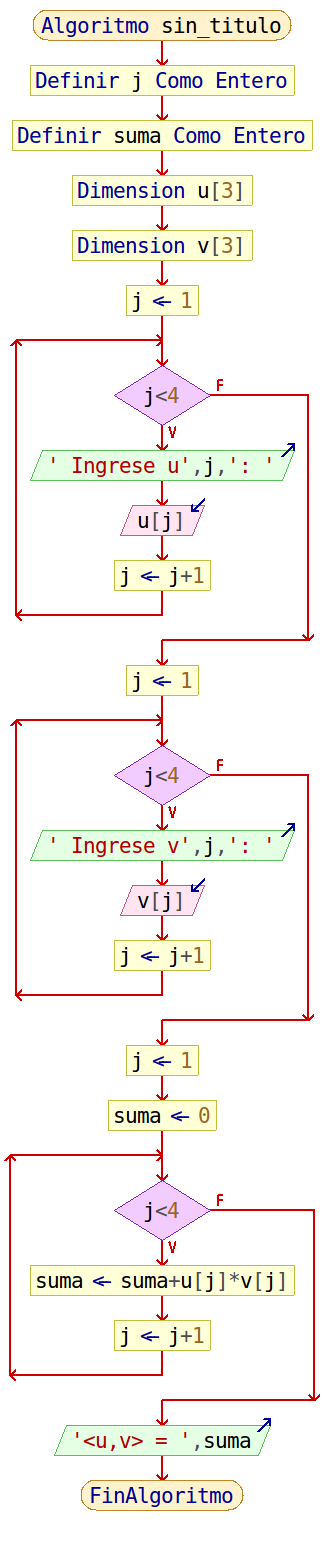 Algoritmo sin_titulo
Definir j Como Entero
Definir suma Como Entero
Dimension u[3]
Dimension v[3]
j ← 1
j<4
F
V
' Ingrese u',j,': '
u[j]
j ← j+1
j ← 1
j<4
F
V
' Ingrese v',j,': '
v[j]
j ← j+1
j ← 1
suma ← 0
j<4
F
V
suma ← suma+u[j]*v[j]
j ← j+1
'<u,v> = ',suma
FinAlgoritmo